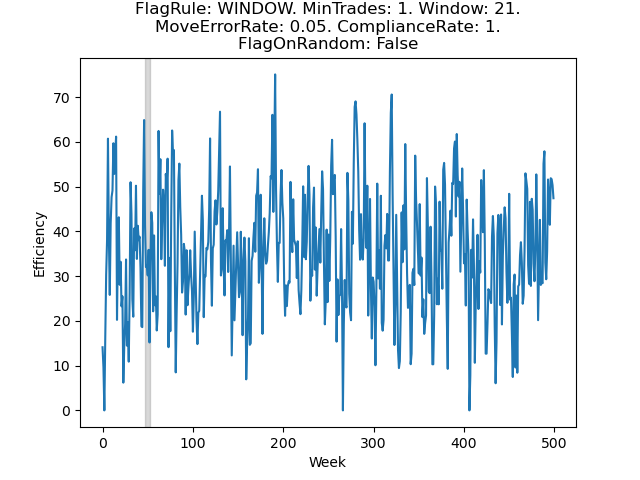 FlagRule: WINDOW. MinTrades: 1. Window: 21.
MoveErrorRate: 0.05. ComplianceRate: 1.
FlagOnRandom: False
70
60
50
40
30
20
10
0
Efficiency
0 100 200 300 400 500
Week